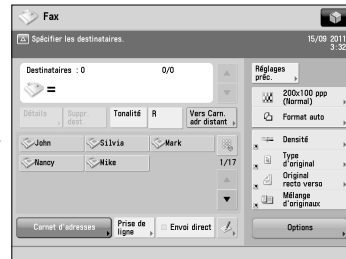 Fax
Spécifier les destinataires.
15/09 2011
3:32
Destinataires : 0
0/0
=
Détails
Suppr. dest.
Tonalité
R
Vers Carn. adr distant
John
Silvia
Mark
Nancy
Mike
1/17
Carnet d'adresses
Prise de ligne
Envoi direct
Réglages préc.
200x100 ppp (Normal)
Format auto
Densité
Type d'original
Original recto verso
Mélange d'originaux
Options